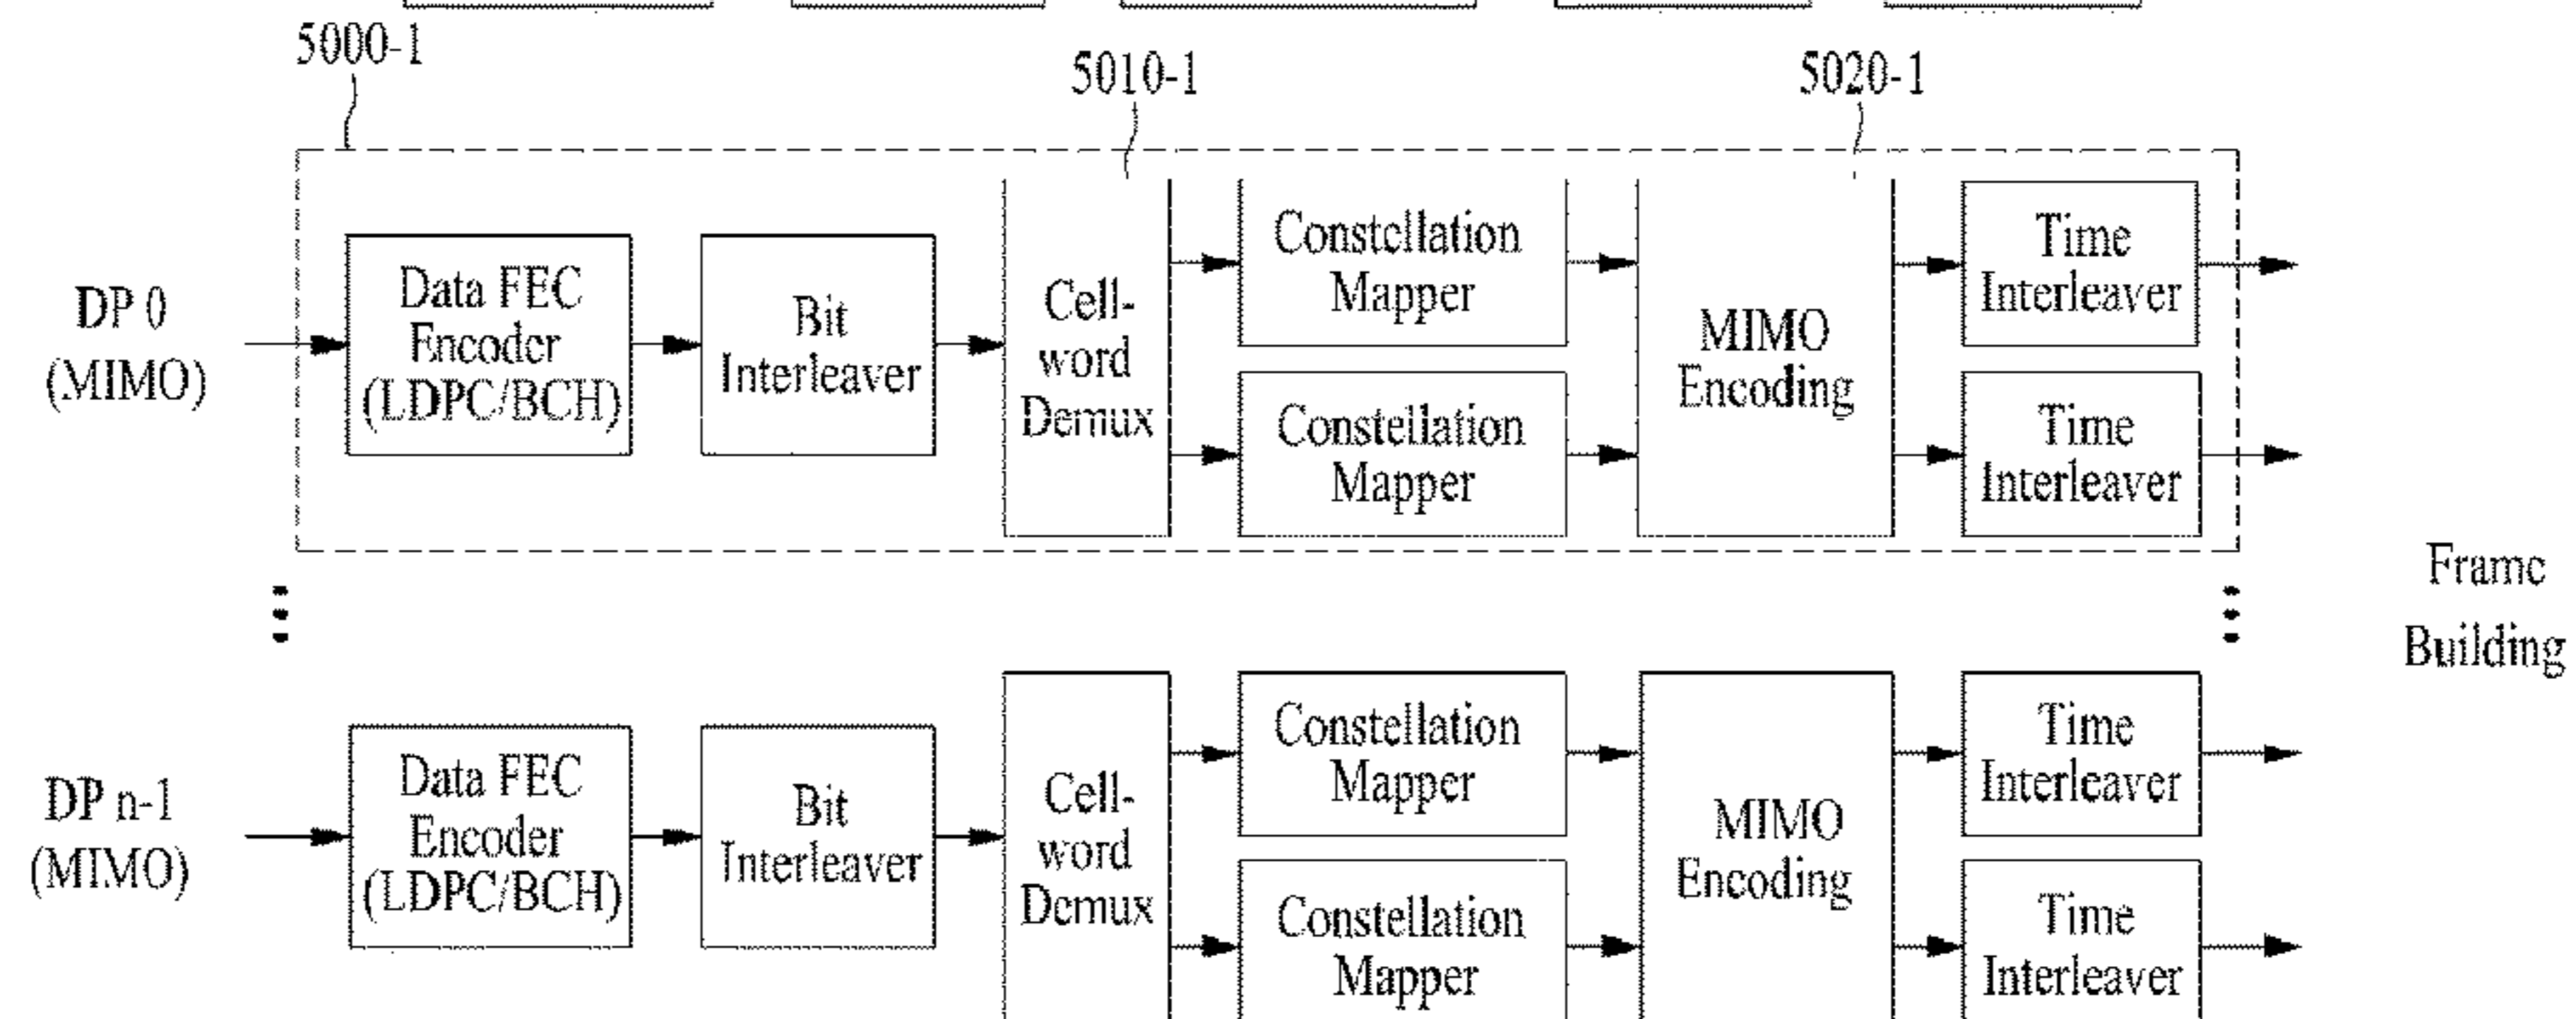 5000-1
5010-1
5020-1
DP 0
(MIMO)
Data FEC
Encoder
(LDPC/BCH)
Bit
Interleaver
Cell-
word
Demux
Constellation
Mapper
Constellation
Mapper
MIMO
Encoding
Time
Interleaver
Time
Interleaver
Frame
Building
DP n-1
(MIMO)
Data FEC
Encoder
(LDPC/BCH)
Bit
Interleaver
Cell-
word
Demux
Constellation
Mapper
Constellation
Mapper
MIMO
Encoding
Time
Interleaver
Time
Interleaver